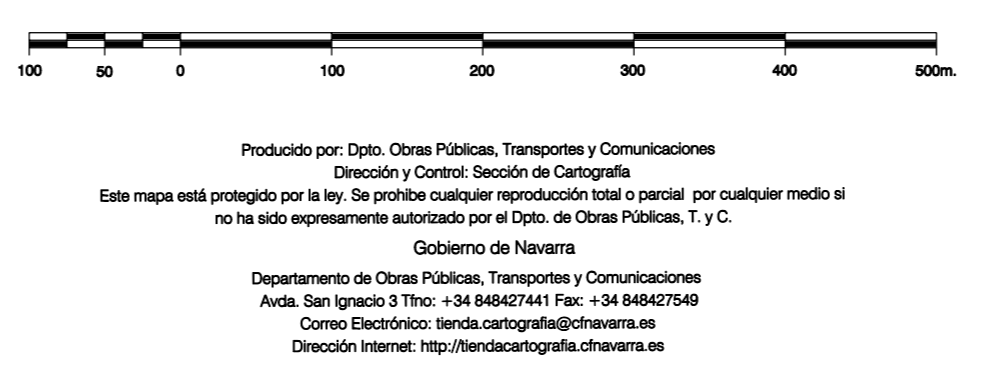 100 50 0 100 200 300 400 500m.
Producido por: Dpto. Obras Públicas, Transportes y Comunicaciones
Dirección y Control: Sección de Cartografía
Este mapa está protegido por la ley. Se prohibe cualquier reproducción total o parcial por cualquier medio si
no ha sido expresamente autorizado por el Dpto. de Obras Públicas, T. y C.
Gobierno de Navarra
Departamento de Obras Públicas, Transportes y Comunicaciones
Avda. San Ignacio 3 Tfno: +34 848427441 Fax: +34 848427549
Correo Electrónico: tienda.cartografia@cfnavarra.es
Dirección Internet: http://tiendacartografia.cfnavarra.es